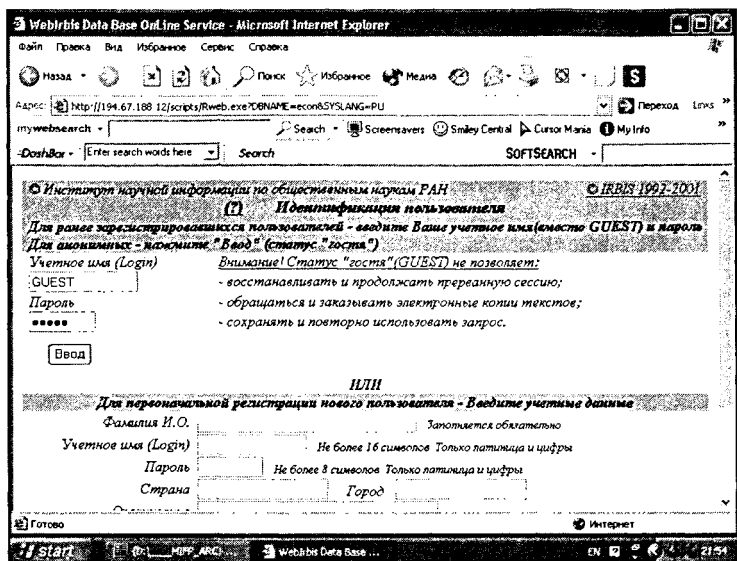 WebIrbis Data Base OnLine Service - Microsoft Internet Explorer
Файл Правка Вид Избранное Сервис Справка
Назад Поиск Избранное Медиа S
Адрес: http://194.67.188.12/scripts/Rweb.exe?DBNAME=econ&SYSLANG=РU Переход Links »
mywebsearch Search Screensavers Smiley Central Cursor Mania My Info »
-DashBar Enter search words here Search SOFTSEARCH
© Институт научной информации по общественным наукам РАН © IRBIS 1992-2001
(?) Идентификация пользователя
Для ранее зарегистрировавшихся пользователей - введите Ваше учетное имя(вместо GUEST) и пароль
Для анонимных - нажмите "Ввод" (статус "гостя")
Учетное имя (Login) Внимание! Статус "гостя"(GUEST) не позволяет:
GUEST - восстанавливать и продолжать прерванную сессию;
Пароль - обращаться и заказывать электронные копии текстов;
●●●●● - сохранять и повторно использовать запрос.
Ввод
ИЛИ
Для первоначальной регистрации нового пользователя - Введите учетные данные
Фамилия И.О. Заполняется обязательно
Учетное имя (Login) Не более 16 символов Только латиница и цифры
Пароль Не более 8 символов Только латиница и цифры
Страна Город
Готово Интернет
start WebIrbis Data Base ... EN 21:54